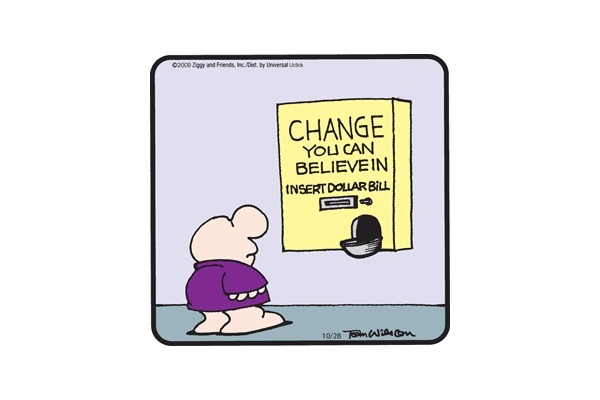 ©2009 Ziggy and Friends, Inc./Dist. by Universal Uclick
CHANGE
YOU CAN
BELIEVE IN
INSERT DOLLAR BILL
10/28 Tom Wilson